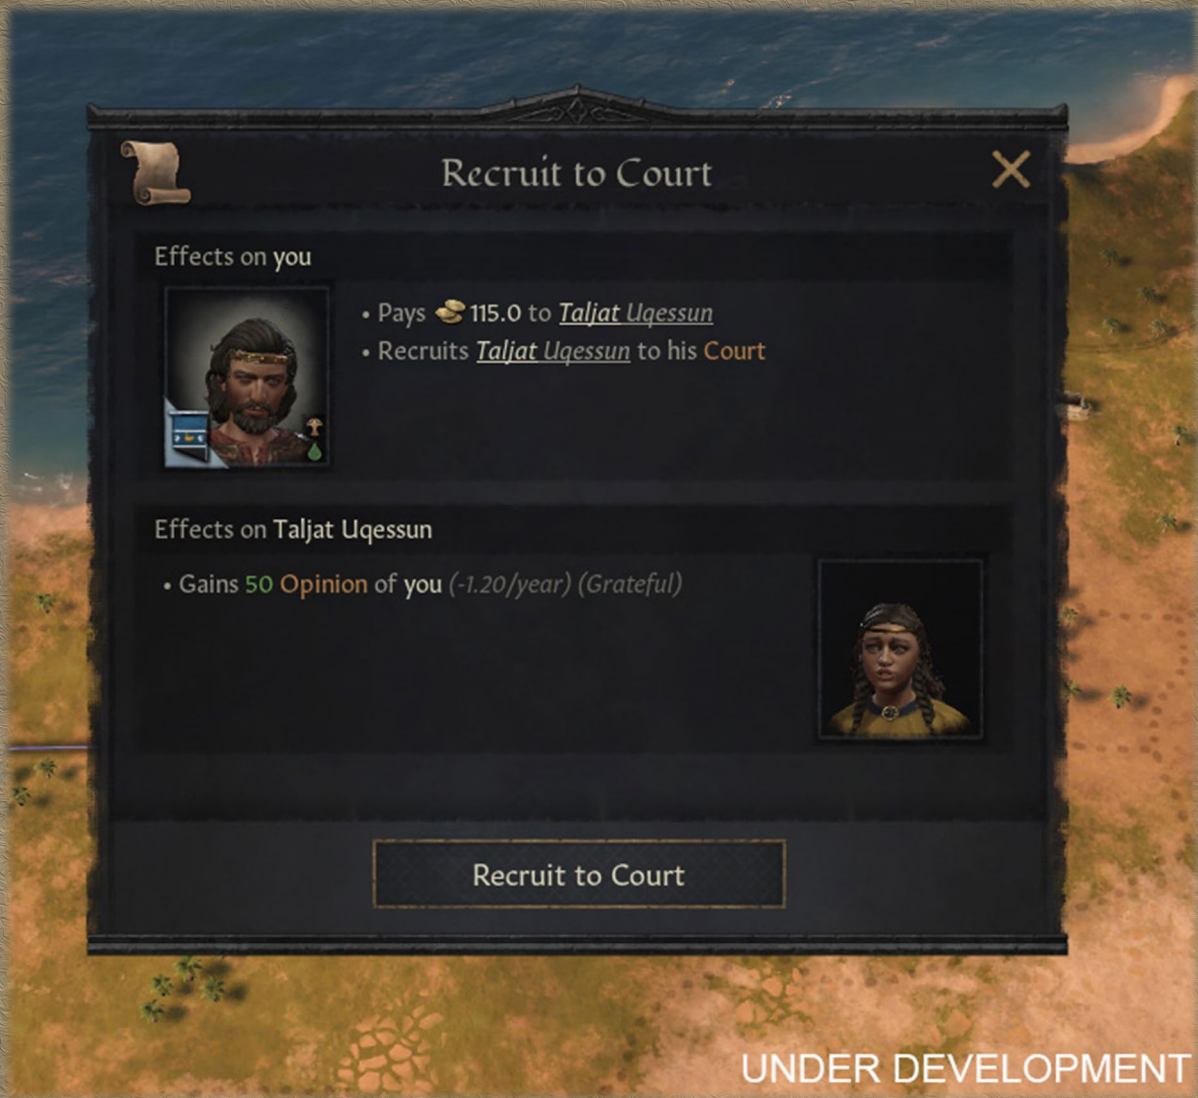 Recruit to Court
Effects on you
• Pays 115.0 to Taljat Uqessun
• Recruits Taljat Uqessun to his Court
Effects on Taljat Uqessun
• Gains 50 Opinion of you (-1.20/year) (Grateful)
Recruit to Court
UNDER DEVELOPMENT